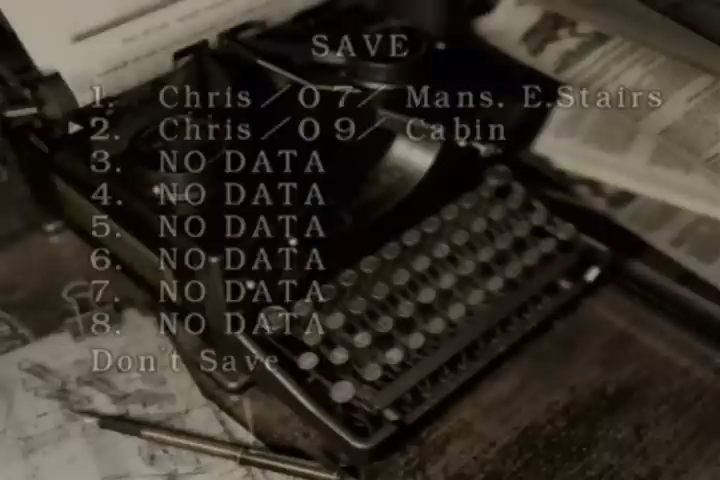 SAVE
1. Chris/07/ Mans. E.Stairs
2. Chris/09/ Cabin
3. NO DATA
4. NO DATA
5. NO DATA
6. NO DATA
7. NO DATA
8. NO DATA
Don't Save